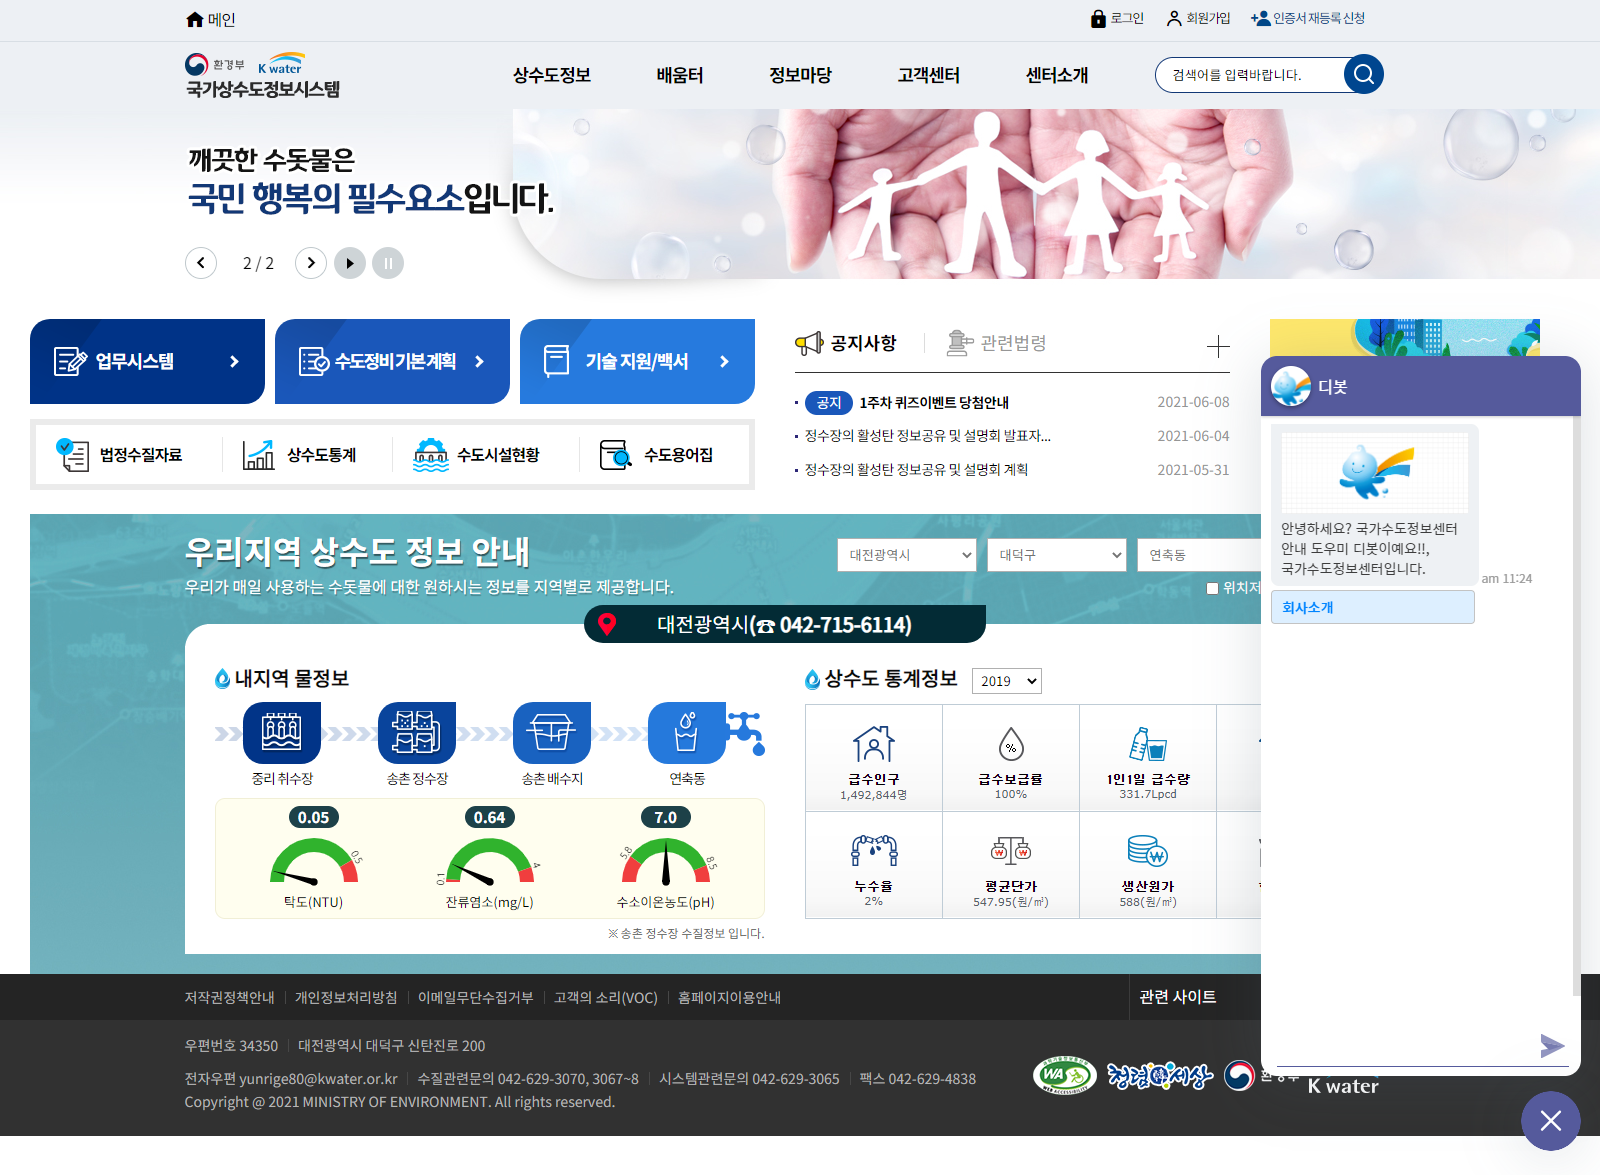 메인
로그인
회원가입
인증서 재등록 신청
환경부
K water
국가상수도정보시스템
상수도정보
배움터
정보마당
고객센터
센터소개
검색어를 입력바랍니다.
깨끗한 수돗물은
국민 행복의 필수요소입니다.
2 / 2
업무시스템
수도정비기본계획
기술 지원/백서
법정수질자료
상수도통계
수도시설현황
수도용어집
공지사항
관련법령
공지 1주차 퀴즈이벤트 당첨안내 2021-06-08
정수장의 활성탄 정보공유 및 설명회 발표자... 2021-06-04
정수장의 활성탄 정보공유 및 설명회 계획 2021-05-31
우리지역 상수도 정보 안내
우리가 매일 사용하는 수돗물에 대한 원하시는 정보를 지역별로 제공합니다.
대전광역시
대덕구
연축동
위치저
대전광역시(☎ 042-715-6114)
내지역 물정보
중리 취수장
송촌 정수장
송촌 배수지
연축동
0.05
0.5
탁도(NTU)
0.64
0.1
4
잔류염소(mg/L)
7.0
5.8
8.5
수소이온농도(pH)
※ 송촌 정수장 수질정보 입니다.
상수도 통계정보
2019
급수인구
1,492,844명
%
급수보급률
100%
1인1일 급수량
331.7Lpcd
누수율
2%
평균단가
547.95(원/㎥)
생산원가
588(원/㎥)
디봇
안녕하세요? 국가수도정보센터
안내 도우미 디봇이예요!!,
국가수도정보센터입니다.
am 11:24
회사소개
저작권정책안내
개인정보처리방침
이메일무단수집거부
고객의 소리(VOC)
홈페이지이용안내
관련 사이트
우편번호 34350
대전광역시 대덕구 신탄진로 200
전자우편 yunrige80@kwater.or.kr
수질관련문의 042-629-3070, 3067~8
시스템관련문의 042-629-3065
팩스 042-629-4838
Copyright @ 2021 MINISTRY OF ENVIRONMENT. All rights reserved.
WA
WEB ACCESSIBILITY
청렴세상
환경부
K water